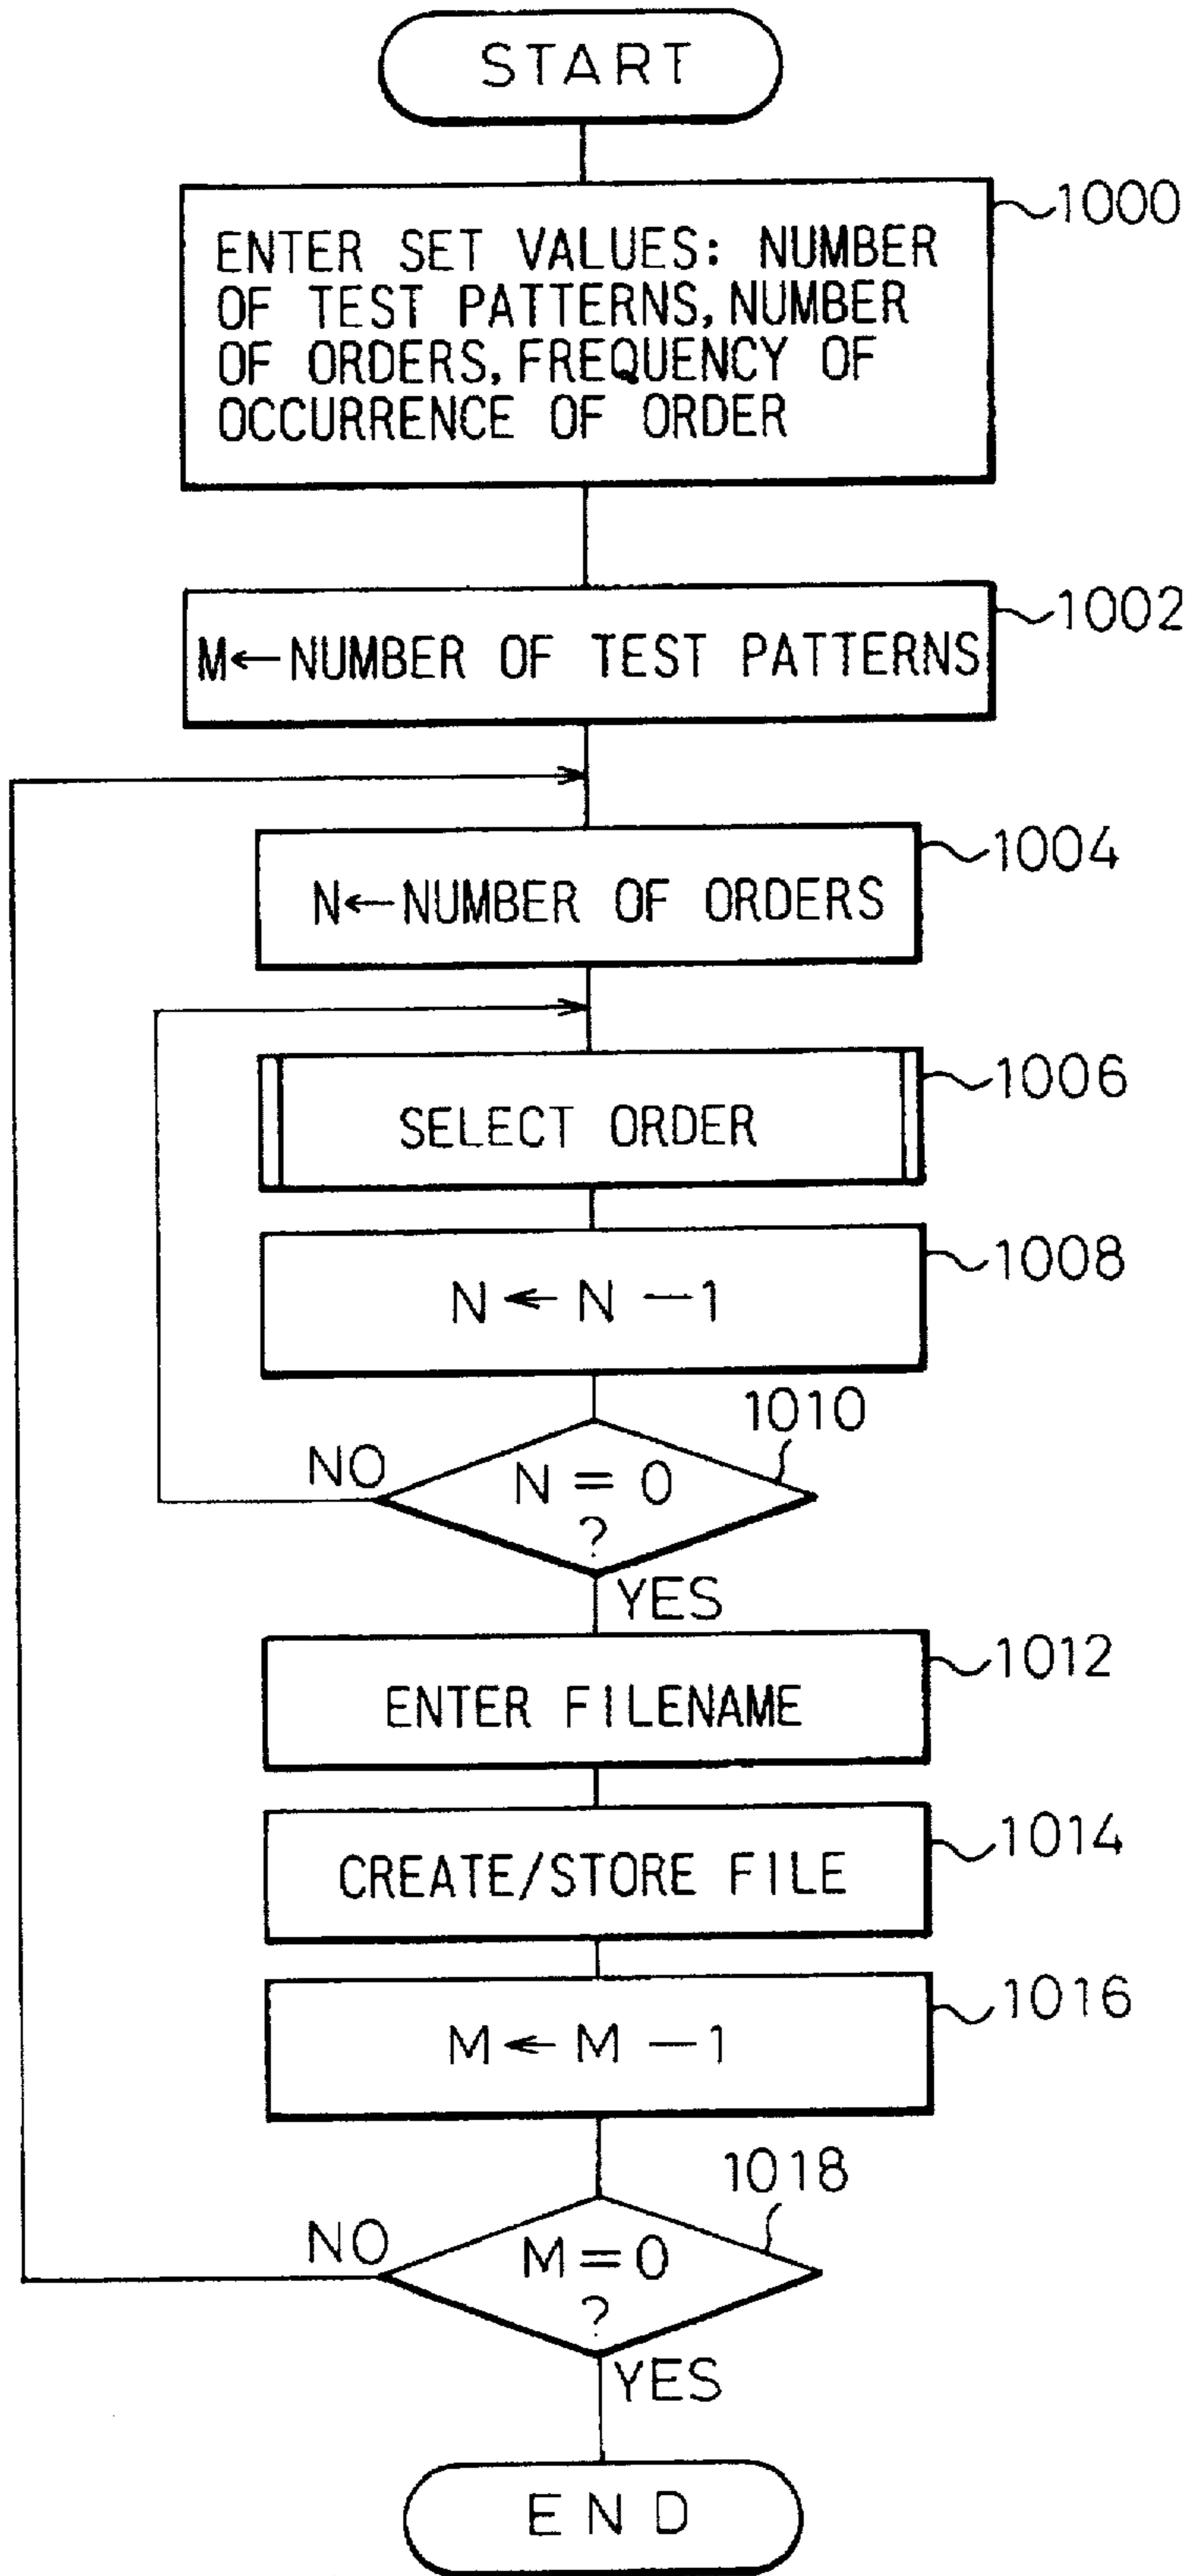 START
1000
ENTER SET VALUES: NUMBER
OF TEST PATTERNS, NUMBER
OF ORDERS, FREQUENCY OF
OCCURRENCE OF ORDER
1002
M←NUMBER OF TEST PATTERNS
1004
N←NUMBER OF ORDERS
1006
SELECT ORDER
1008
N ← N −1
1010
NO
N = 0
?
YES
1012
ENTER FILENAME
1014
CREATE/STORE FILE
1016
M ← M −1
1018
NO
M = 0
?
YES
END